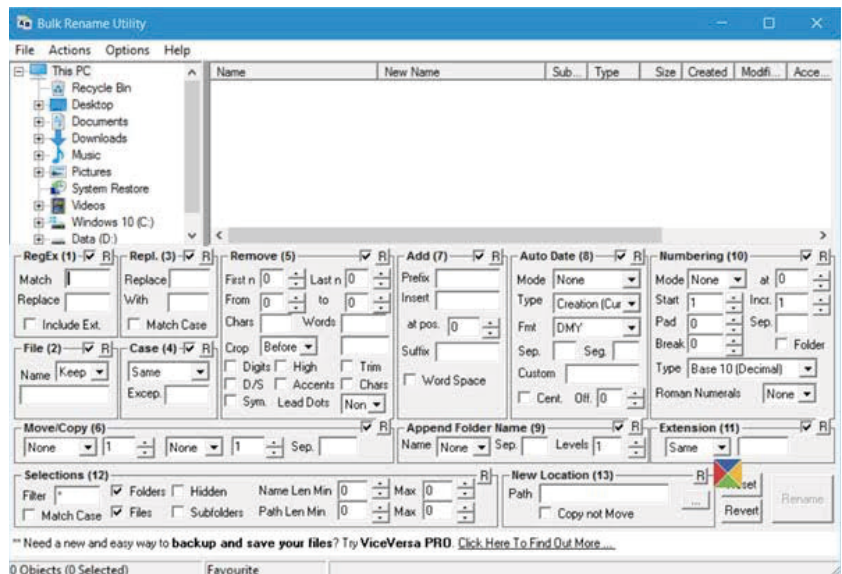 Bulk Rename Utility
File Actions Options Help
This PC
Recycle Bin
Desktop
Documents
Downloads
Music
Pictures
System Restore
Videos
Windows 10 (C:)
Data (D:)
Name New Name Sub... Type Size Created Modifi... Acce...
RegEx (1) R Repl. (3) R Remove (5) R Add (7) R Auto Date (8) R Numbering (10) R
Match Replace First n 0 Last n 0 Prefix Mode None Mode None at 0
Replace With From 0 to 0 Insert Type Creation (Cur Start 1 Incr. 1
Include Ext. Match Case Chars Words at pos. 0 Fmt DMY Pad 0 Sep.
File (2) R Case (4) R Crop Before Suffix Sep. Seg. Break 0 Folder
Name Keep Same Digits High Trim Word Space Custom Type Base 10 (Decimal)
Excep. D/S Accents Chars Cent. Off. 0 Roman Numerals None
Sym. Lead Dots Non
Move/Copy (6) R Append Folder Name (9) R Extension (11) R
None 1 None 1 Sep. Name None Sep. Levels 1 Same
Selections (12) R New Location (13) R
Filter * Folders Hidden Name Len Min 0 Max 0 Path
Match Case Files Subfolders Path Len Min 0 Max 0 Copy not Move ... Revert Rename
** Need a new and easy way to backup and save your files? Try ViceVersa PRO. Click Here To Find Out More ...
0 Objects (0 Selected) Favourite